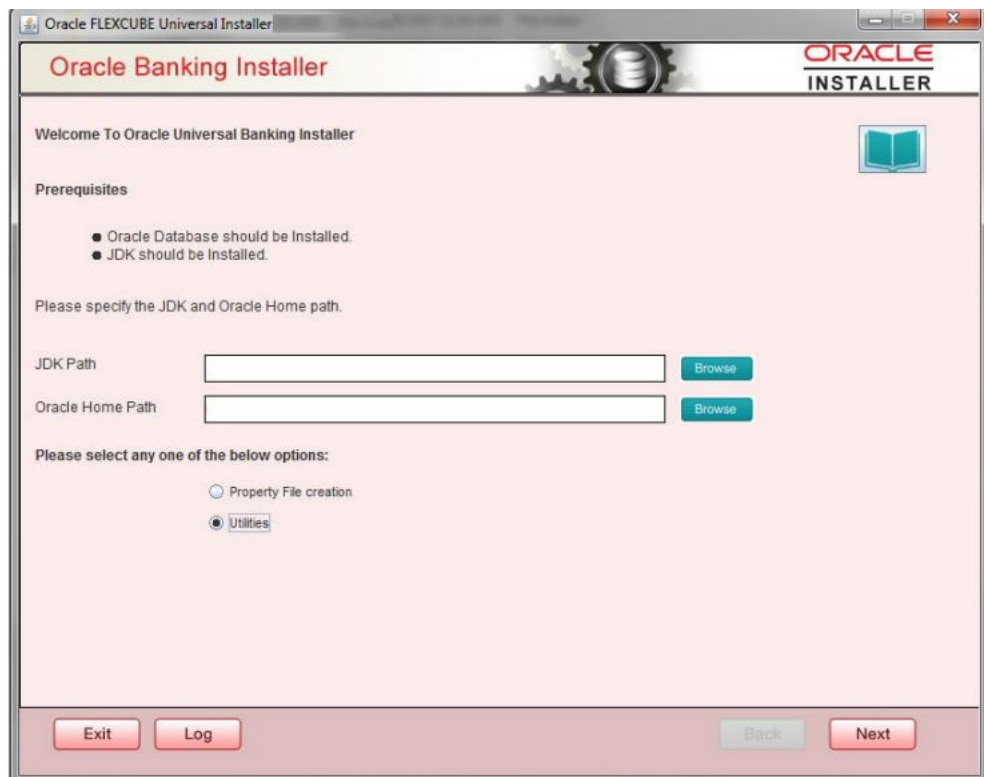 Oracle FLEXCUBE Universal Installer
Oracle Banking Installer
ORACLE
INSTALLER
Welcome To Oracle Universal Banking Installer
Prerequisites
Oracle Database should be Installed.
JDK should be Installed.
Please specify the JDK and Oracle Home path.
JDK Path
Browse
Oracle Home Path
Browse
Please select any one of the below options:
Property File creation
Utilities
Exit
Log
Back
Next